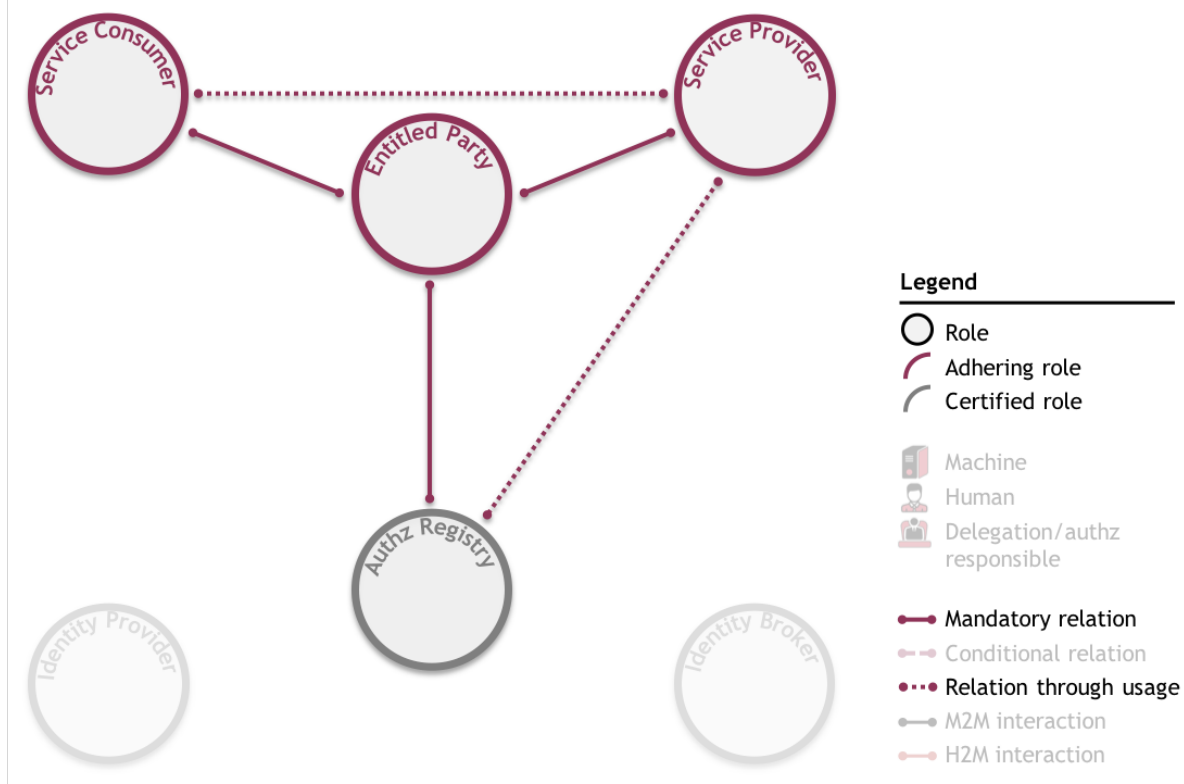 Service Consumer
Service Provider
Entitled Party
Authz Registry
Identity Provider
Identity Broker
Legend
Role
Adhering role
Certified role
Machine
Human
Delegation/authz
responsible
Mandatory relation
Conditional relation
Relation through usage
M2M interaction
H2M interaction